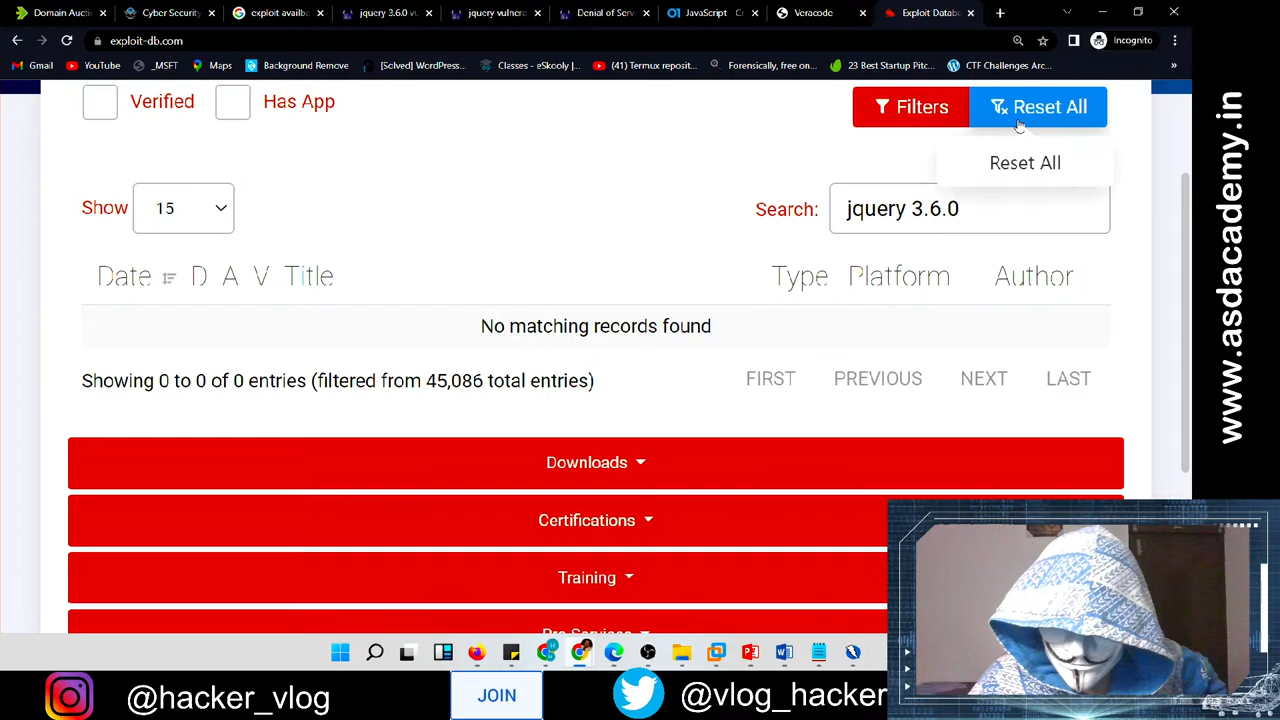 Domain Auctio
Cyber Security
exploit availba
jquery 3.6.0 vu
jquery vulnera
Denial of Serv
JavaScript - C
Veracode
Exploit Databa
exploit-db.com
Incognito
Gmail
YouTube
_MSFT
Maps
Background Remove
[Solved] WordPress...
Classes - eSkooly |...
(41) Termux reposit...
Forensically, free on...
23 Best Startup Pitc...
CTF Challenges Arc...
»
Verified
Has App
Filters
Reset All
Reset All
Show
15
Search:
jquery 3.6.0
Date D A V Title Type Platform Author
No matching records found
Showing 0 to 0 of 0 entries (filtered from 45,086 total entries)
FIRST PREVIOUS NEXT LAST
Downloads
Certifications
Training
@hacker_vlog
JOIN
@vlog_hacker
www.asdacademy.in